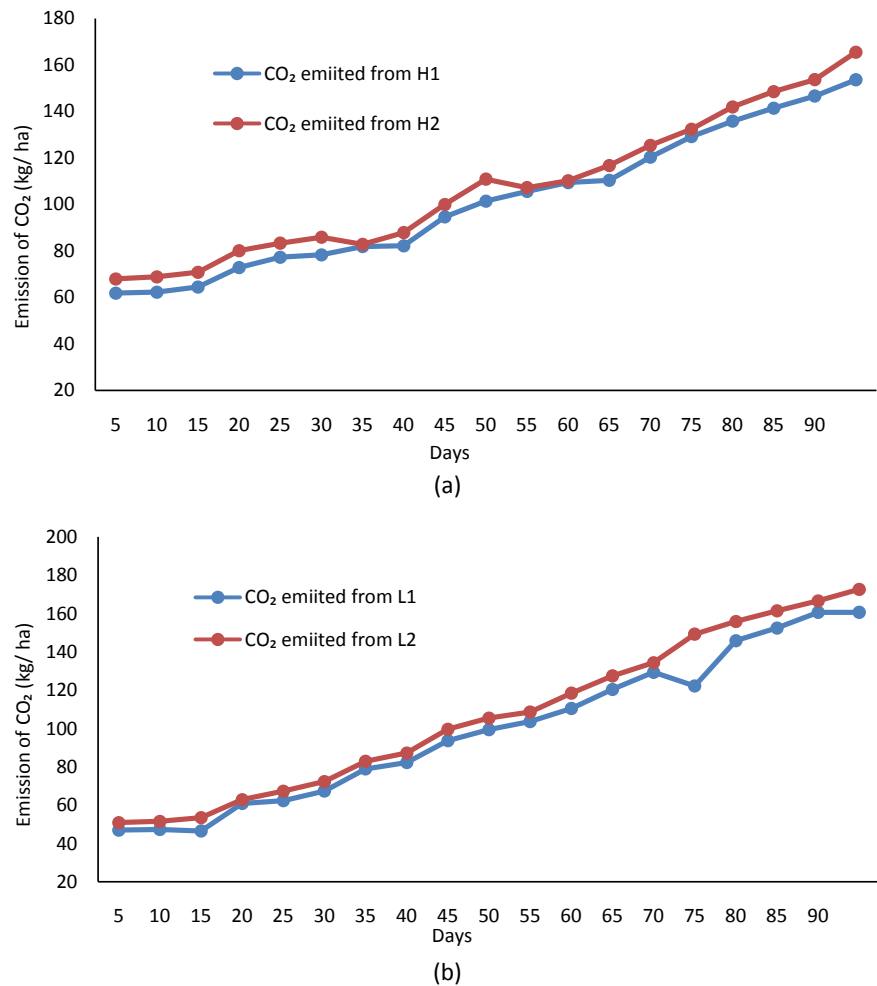 180
160
140
120
100
80
60
40
20
Emission of CO₂ (kg/ ha)
CO₂ emiited from H1
CO₂ emiited from H2
5 10 15 20 25 30 35 40 45 50 55 60 65 70 75 80 85 90
Days
(a)
200
180
160
140
120
100
80
60
40
20
Emission of CO₂ (kg/ ha)
CO₂ emiited from L1
CO₂ emiited from L2
5 10 15 20 25 30 35 40 45 50 55 60 65 70 75 80 85 90
Days
(b)